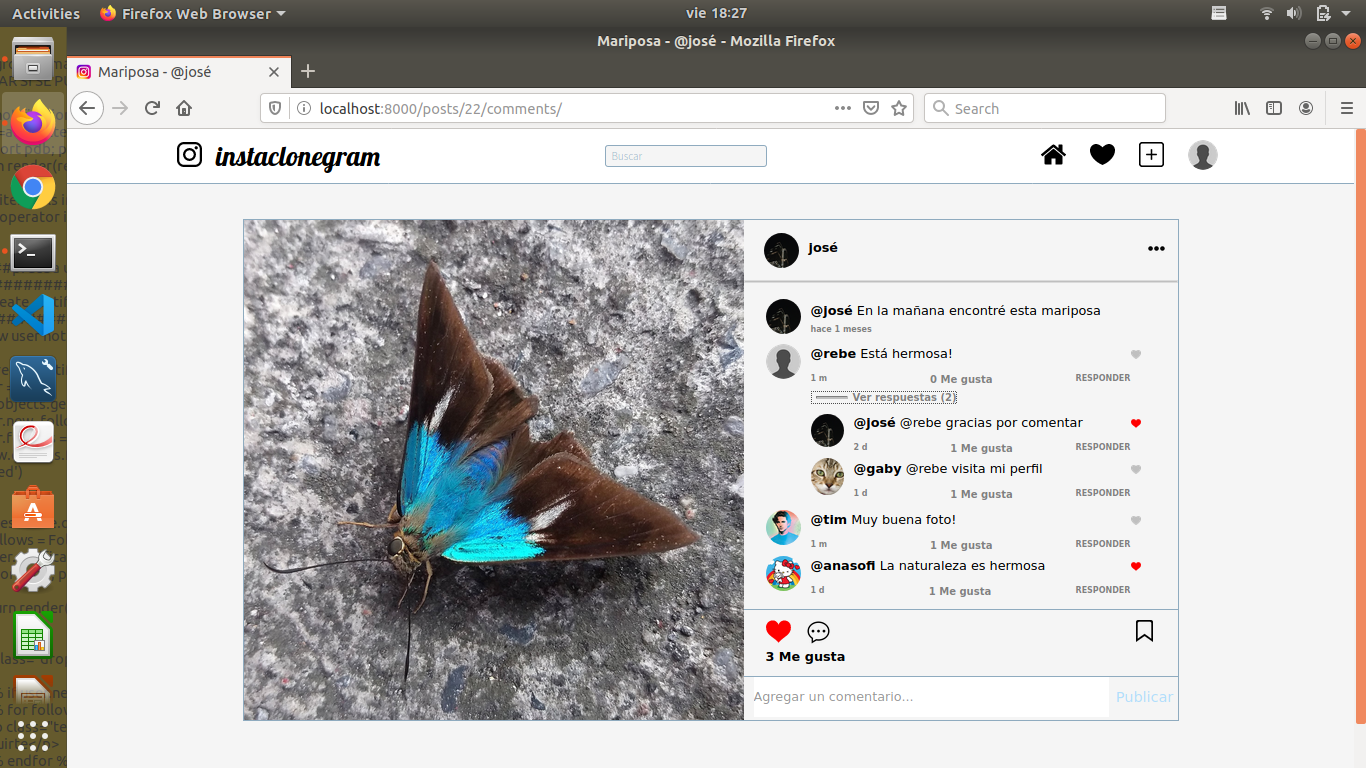 Activities Firefox Web Browser vie 18:27
Mariposa - @josé - Mozilla Firefox
Mariposa - @josé
localhost:8000/posts/22/comments/ Search
instaclonegram Buscar
josé
@josé En la mañana encontré esta mariposa
hace 1 meses
@rebe Está hermosa!
1 m 0 Me gusta RESPONDER
Ver respuestas (2)
@josé @rebe gracias por comentar
2 d 1 Me gusta RESPONDER
@gaby @rebe visita mi perfil
1 d 1 Me gusta RESPONDER
@tim Muy buena foto!
1 m 1 Me gusta RESPONDER
@anasofi La naturaleza es hermosa
1 d 1 Me gusta RESPONDER
3 Me gusta
Agregar un comentario... Publicar